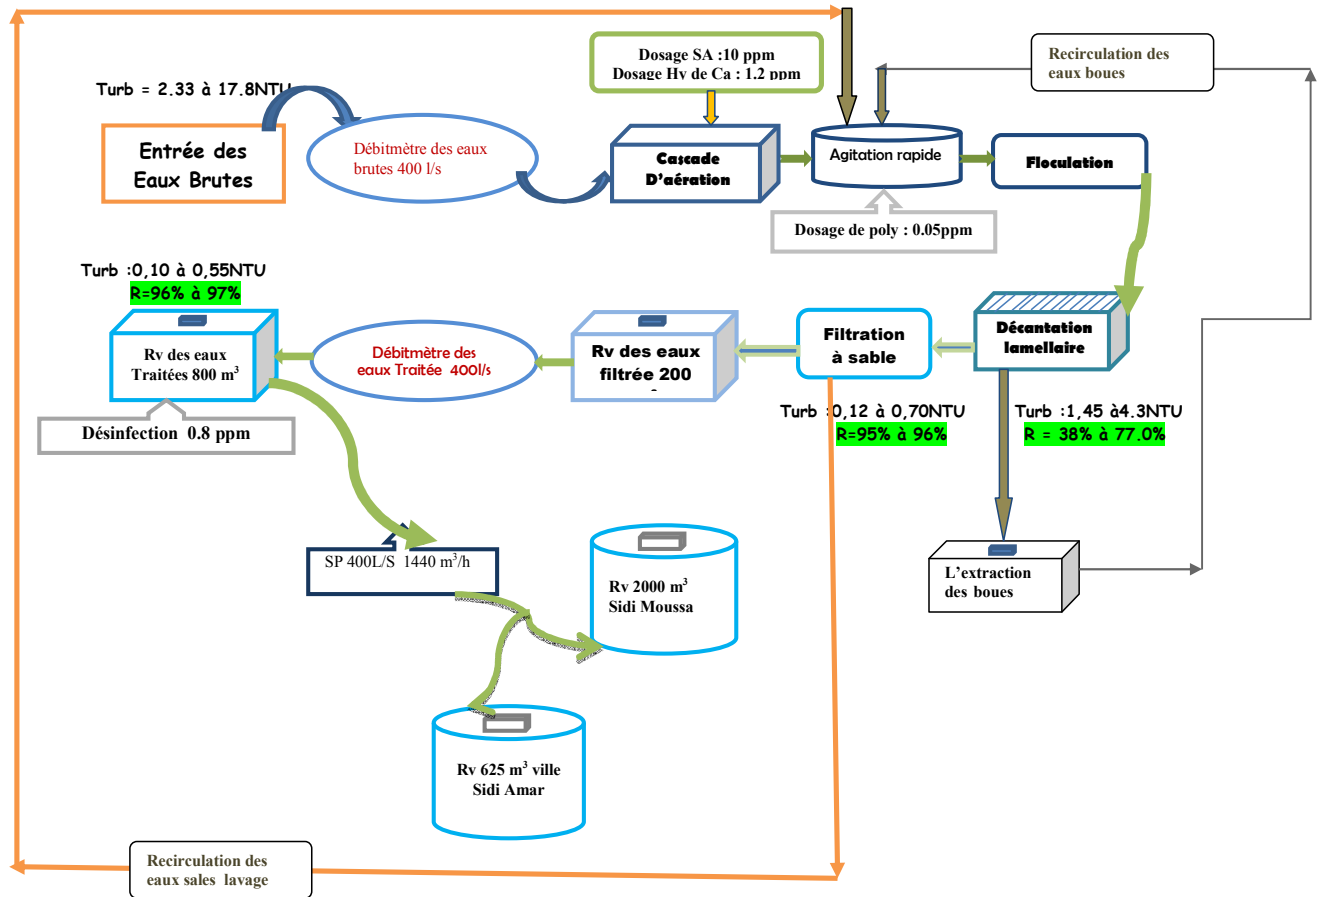 Dosage SA :10 ppm
Dosage Hy de Ca : 1.2 ppm
Recirculation des
eaux boues
Turb = 2.33 à 17.8NTU
Entrée des
Eaux Brutes
Débitmètre des eaux
brutes 400 l/s
Cascade
D'aération
Agitation rapide
Floculation
Dosage de poly : 0.05ppm
Turb :0,10 à 0,55NTU
R=96% à 97%
Rv des eaux
Traitées 800 m³
Débitmètre des
eaux Traitée 400l/s
Rv des eaux
filtrée 200
Filtration
à sable
Décantation
lamellaire
Turb :0,12 à 0,70NTU
R=95% à 96%
Turb :1,45 à4.3NTU
R = 38% à 77.0%
Désinfection 0.8 ppm
SP 400L/S 1440 m³/h
Rv 2000 m³
Sidi Moussa
L'extraction
des boues
Rv 625 m³ ville
Sidi Amar
Recirculation des
eaux sales lavage